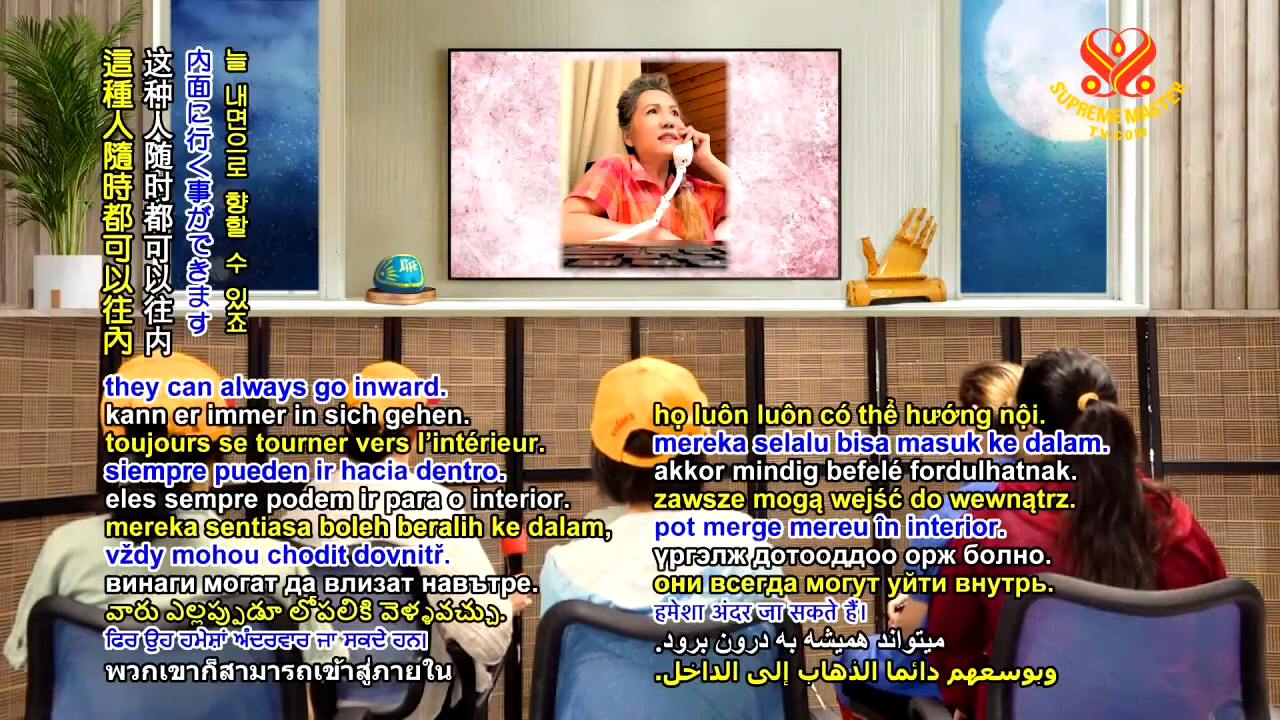 늘 내면으로 향할 수 있죠
内面に行く事ができます
这种人随时都可以往内
這種人隨時都可以往內
SUPREME MASTER
TV.com
they can always go inward.
kann er immer in sich gehen.
toujours se tourner vers l'intérieur.
siempre pueden ir hacia dentro.
eles sempre podem ir para o interior.
mereka sentiasa boleh beralih ke dalam,
vždy mohou chodit dovnitř.
винаги могат да влизат навътре.
వారు ఎల్లప్పుడూ లోపలికి వెళ్ళవచ్చు.
ਫਿਰ ਉਹ ਹਮੇਸ਼ਾਂ ਅੰਦਰਵਾਰ ਜਾ ਸਕਦੇ ਹਨ।
พวกเขาก็สามารถเข้าสู่ภายใน
họ luôn luôn có thể hướng nội.
mereka selalu bisa masuk ke dalam.
akkor mindig befelé fordulhatnak.
zawsze mogą wejść do wewnątrz.
pot merge mereu în interior.
үргэлж дотооддоо орж болно.
они всегда могут уйти внутрь.
हमेशा अंदर जा सकते हैं।
میتواند همیشه به درون برود.
وبوسعهم دائما الذهاب إلى الداخل.